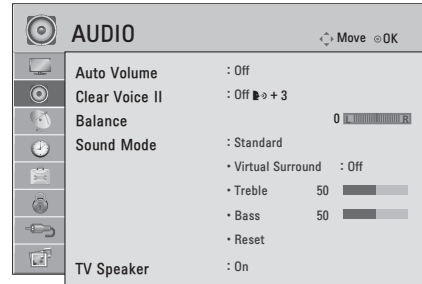 AUDIO Move OK
Auto Volume : Off
Clear Voice II : Off + 3
Balance 0 L R
Sound Mode : Standard
• Virtual Surround : Off
• Treble 50
• Bass 50
• Reset
TV Speaker : On